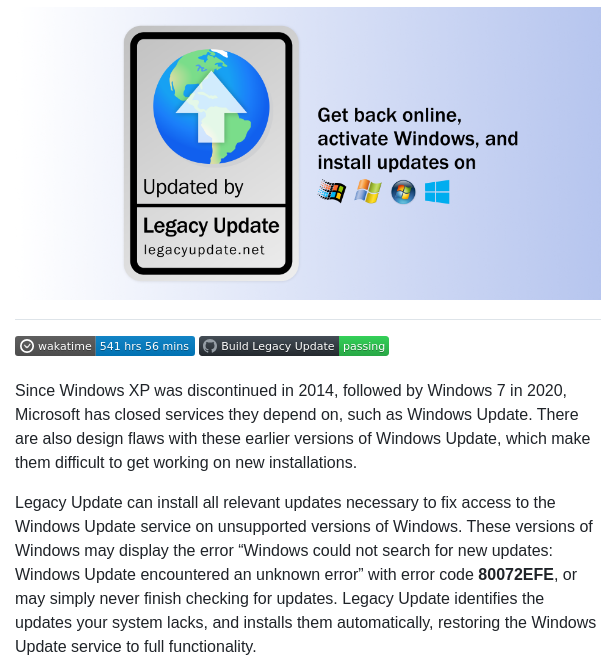 Updated by
Legacy Update
legacyupdate.net
Get back online,
activate Windows, and
install updates on
wakatime 541 hrs 56 mins Build Legacy Update passing
Since Windows XP was discontinued in 2014, followed by Windows 7 in 2020,
Microsoft has closed services they depend on, such as Windows Update. There
are also design flaws with these earlier versions of Windows Update, which make
them difficult to get working on new installations.
Legacy Update can install all relevant updates necessary to fix access to the
Windows Update service on unsupported versions of Windows. These versions of
Windows may display the error “Windows could not search for new updates:
Windows Update encountered an unknown error” with error code 80072EFE, or
may simply never finish checking for updates. Legacy Update identifies the
updates your system lacks, and installs them automatically, restoring the Windows
Update service to full functionality.